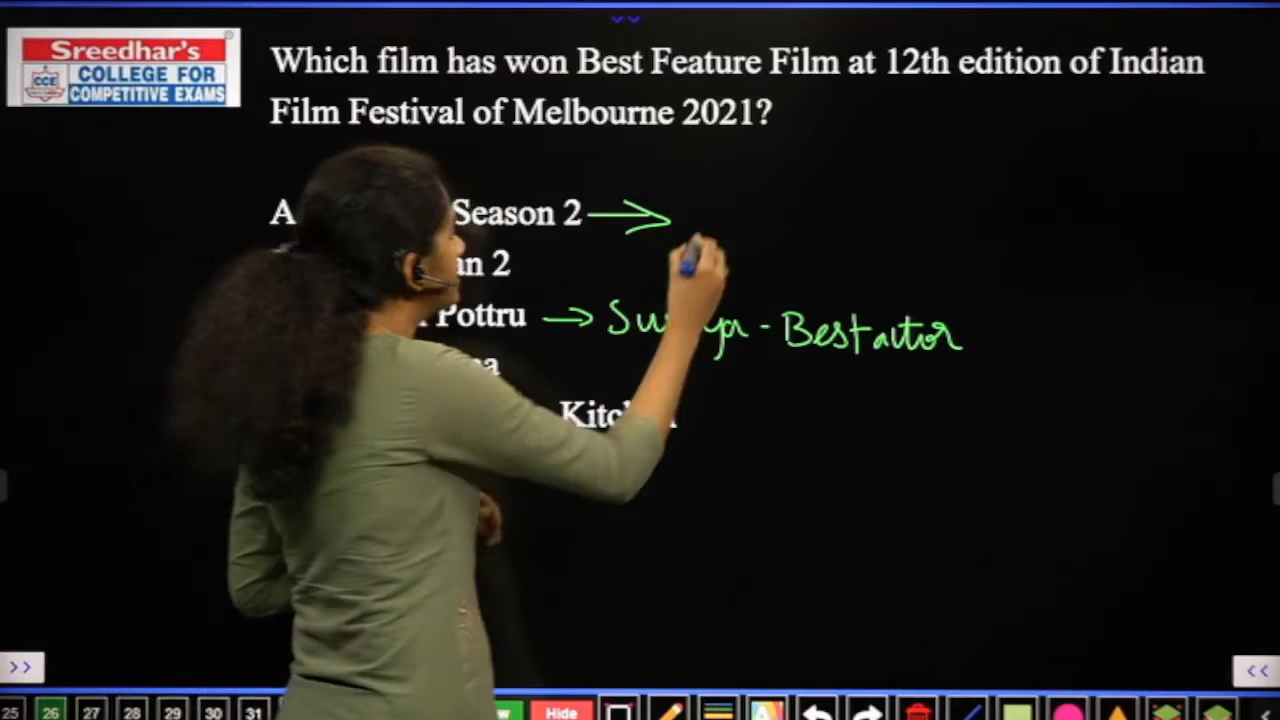 Sreedhar's
CCE
COLLEGE FOR
COMPETITIVE EXAMS
Which film has won Best Feature Film at 12th edition of Indian
Film Festival of Melbourne 2021?
A Season 2
2
Pottru Best actor
25 26 27 28 29 30 31 Hide